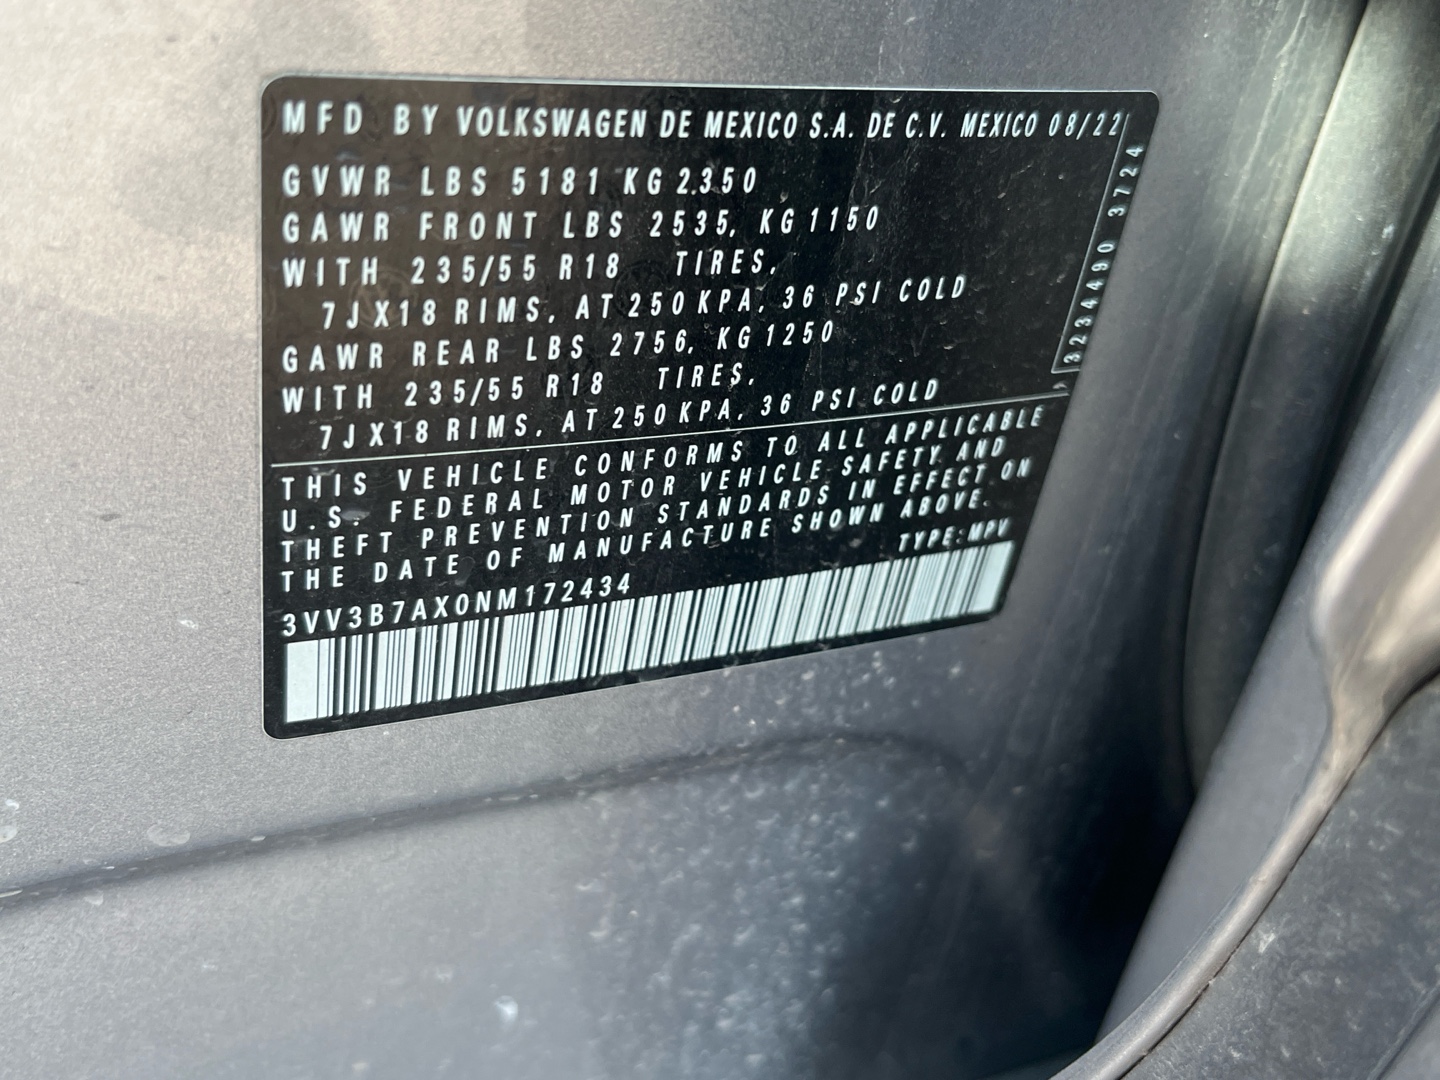 MFD BY VOLKSWAGEN DE MEXICO S.A. DE C.V. MEXICO 08/22
GVWR LBS 5181 KG 2.350
GAWR FRONT LBS 2535, KG 1150
WITH 235/55 R18 TIRES,
7JX18 RIMS, AT 250 KPA, 36 PSI COLD
GAWR REAR LBS 2756, KG 1250
WITH 235/55 R18 TIRES,
7JX18 RIMS, AT 250 KPA, 36 PSI COLD
3234490 3724
THIS VEHICLE CONFORMS TO ALL APPLICABLE
U.S. FEDERAL MOTOR VEHICLE SAFETY AND
THEFT PREVENTION STANDARDS IN EFFECT ON
THE DATE OF MANUFACTURE SHOWN ABOVE.
TYPE:MPV
3VV3B7AX0NM172434